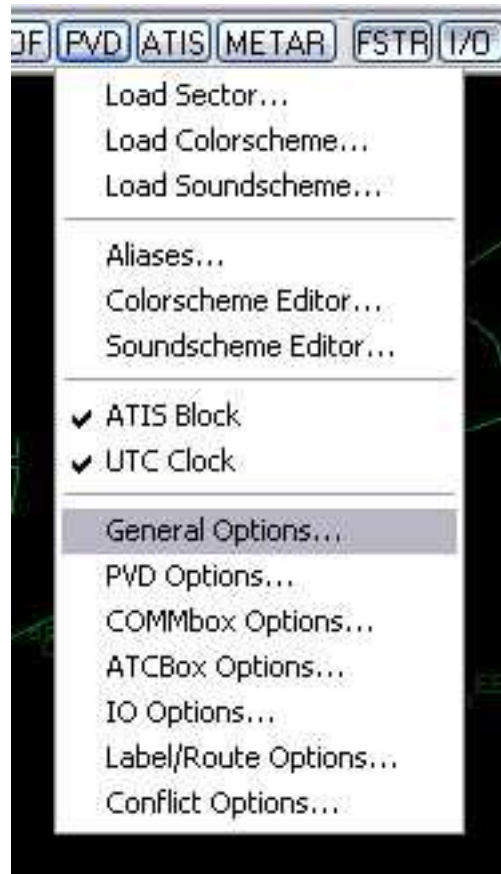 PVD ATIS METAR FSTR I/O
Load Sector...
Load Colorscheme...
Load Soundscheme...
Aliases...
Colorscheme Editor...
Soundscheme Editor...
ATIS Block
UTC Clock
General Options...
PVD Options...
COMMbox Options...
ATCBox Options...
IO Options...
Label/Route Options...
Conflict Options...